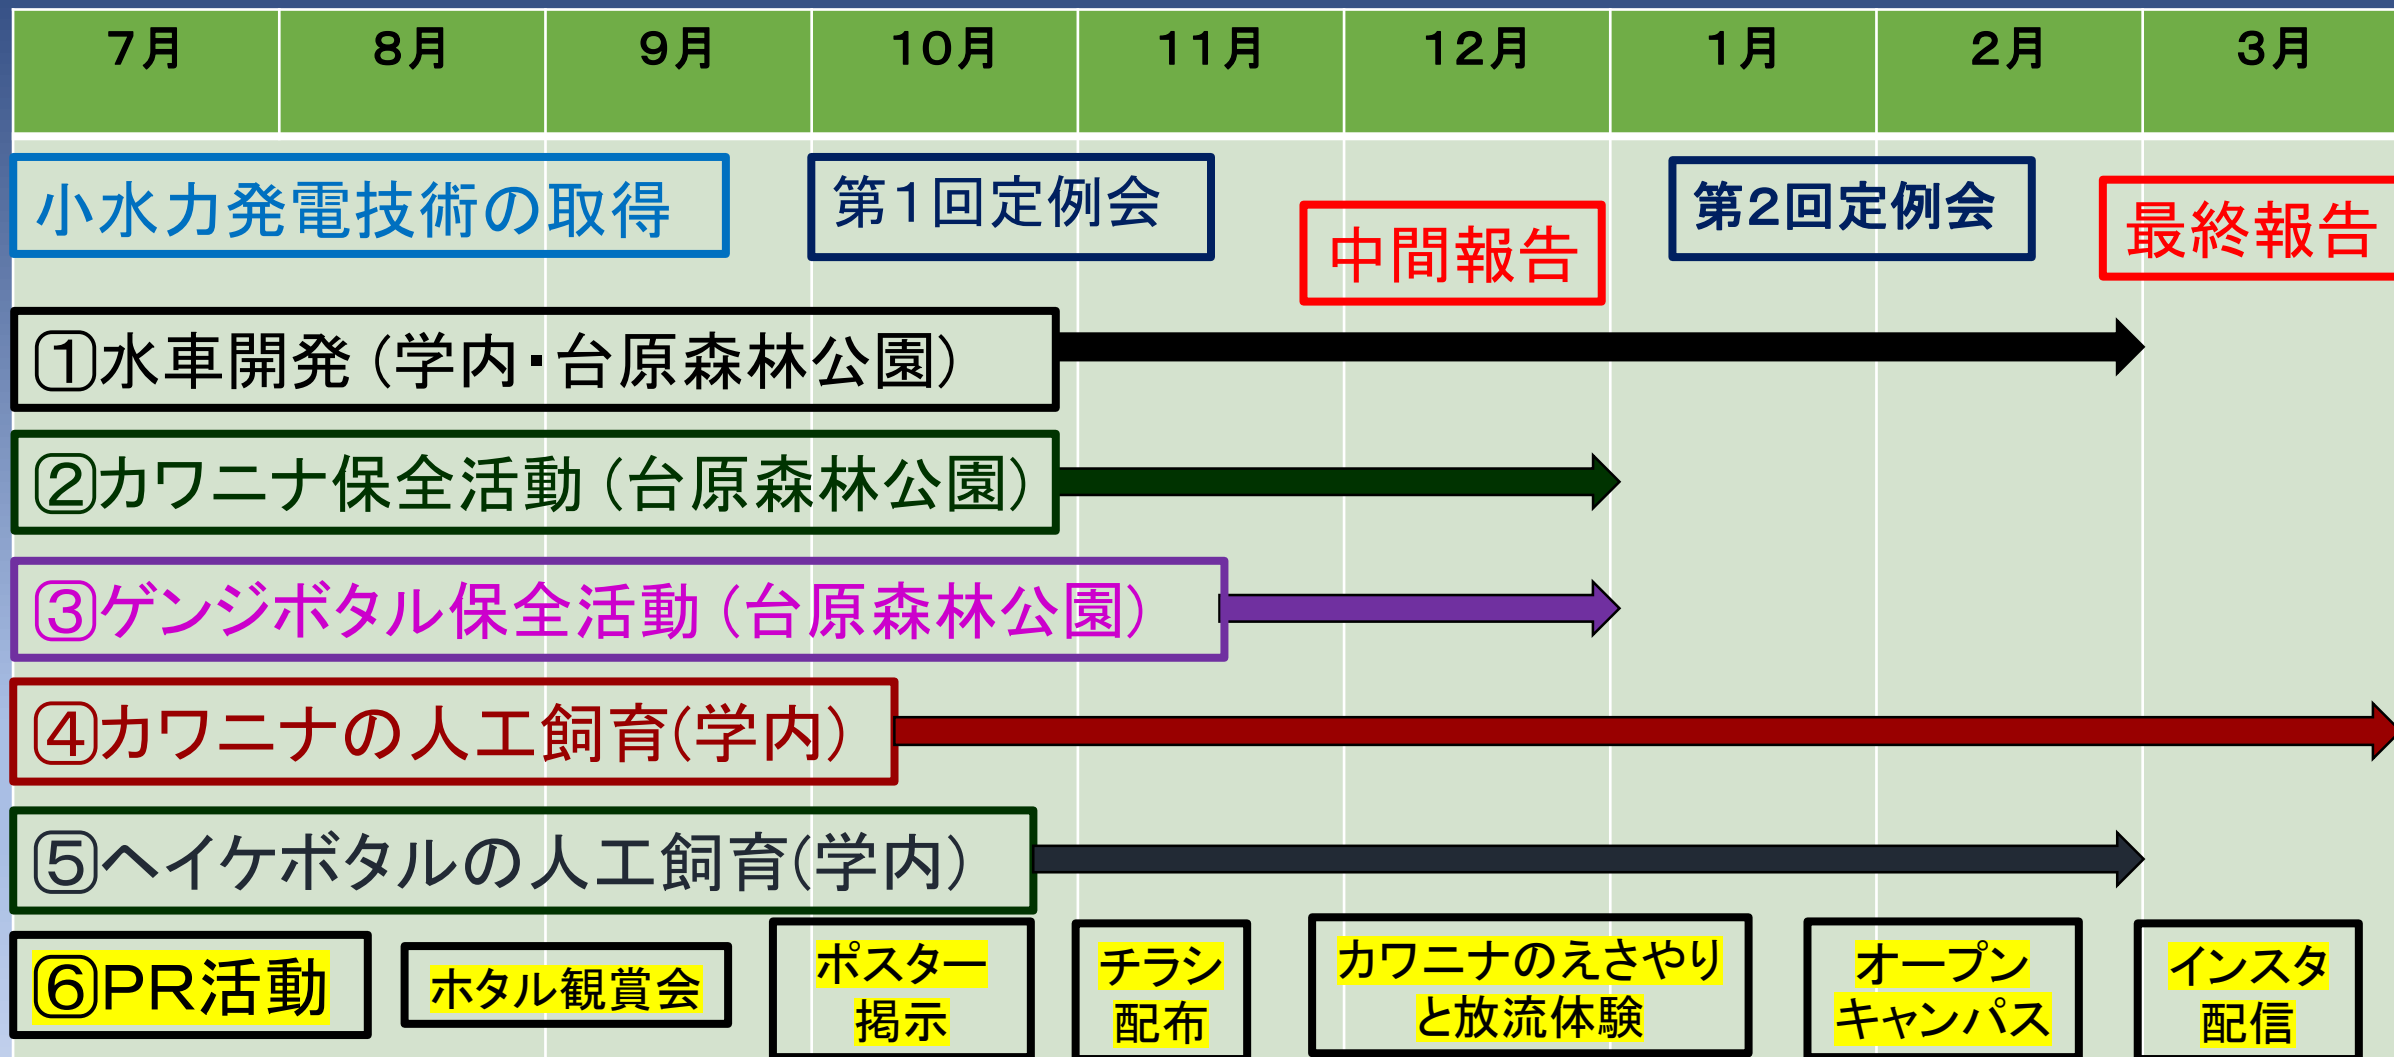 7月 8月 9月 10月 11月 12月 1月 2月 3月
小水力発電技術の取得
第1回定例会
中間報告
第2回定例会
最終報告
①水車開発(学内・台原森林公園)
②カワニナ保全活動(台原森林公園)
③ゲンジボタル保全活動(台原森林公園)
④カワニナの人工飼育(学内)
⑤ヘイケボタルの人工飼育(学内)
⑥PR活動
ホタル観賞会
ポスター
掲示
チラシ
配布
カワニナのえさやり
と放流体験
オープン
キャンパス
インスタ
配信